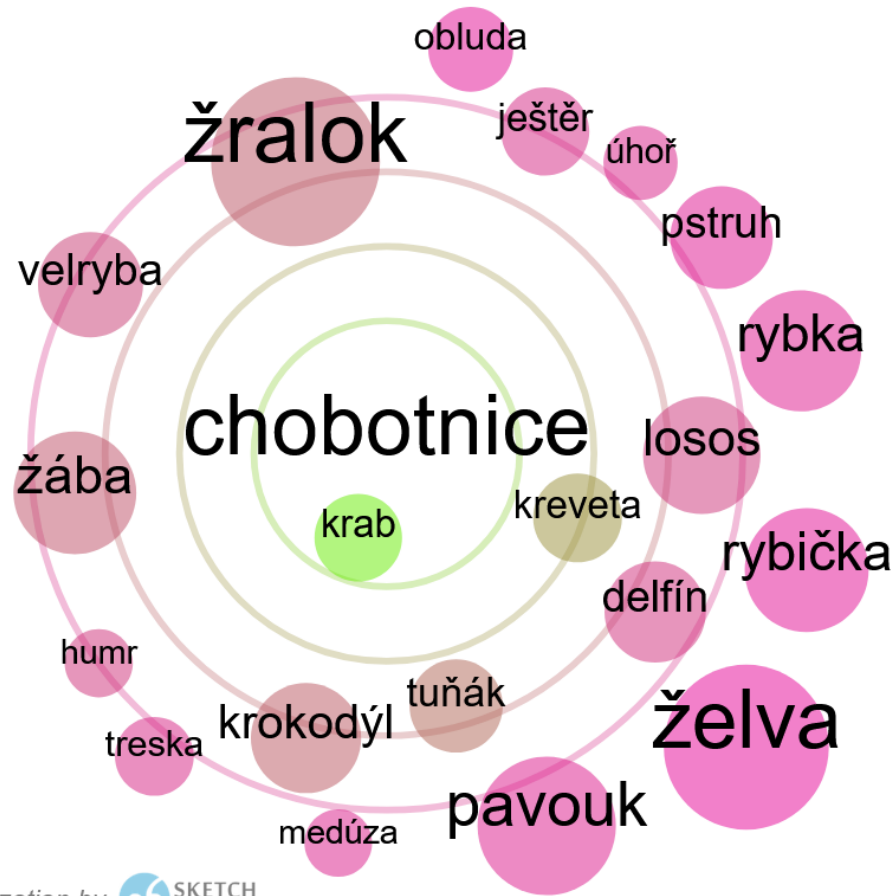 obluda
žralok
ještěr
úhoř
pstruh
velryba
rybka
chobotnice
losos
žába
kreveta
krab
rybička
delfín
humr
tuňák
krokodýl
želva
treska
pavouk
medúza
by
SKETCH